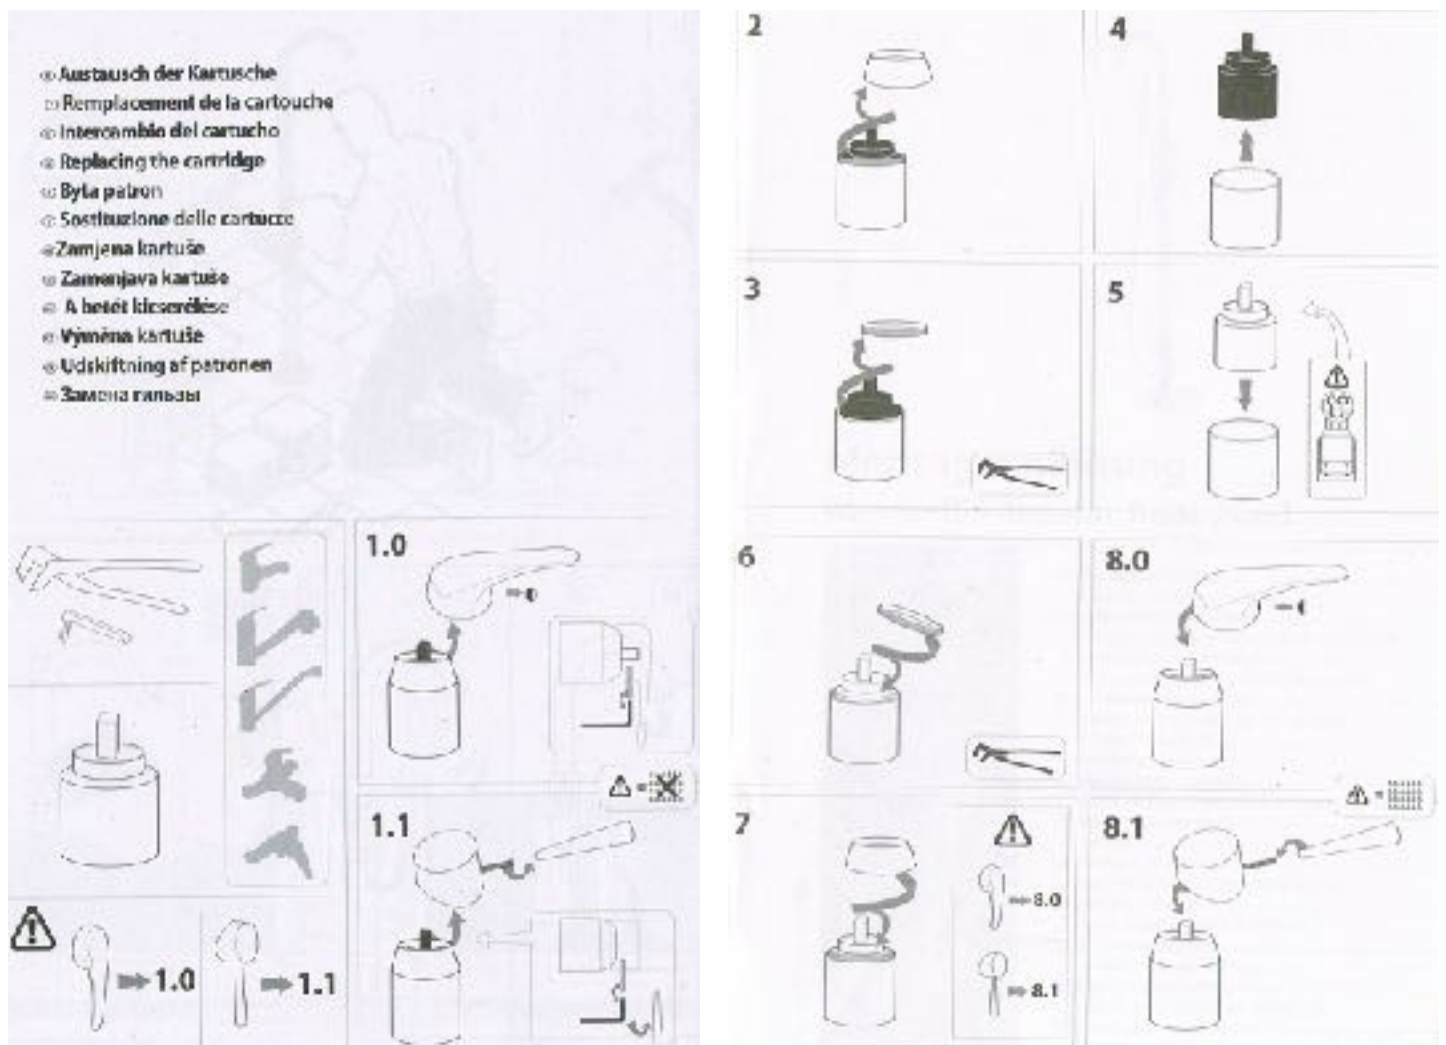 Austausch der Kartusche
Remplacement de la cartouche
Intercambio del cartucho
Replacing the cartridge
Byta patron
Sostituzione delle cartucce
Zamjena kartuše
Zamenjava kartuše
A betét kicserélése
Výměna kartuše
Udskiftning af patronen
Замена гильзы
1.0
1.1
1.0
1.1
2
3
4
5
6
7
8.0
8.1
8.0
8.1